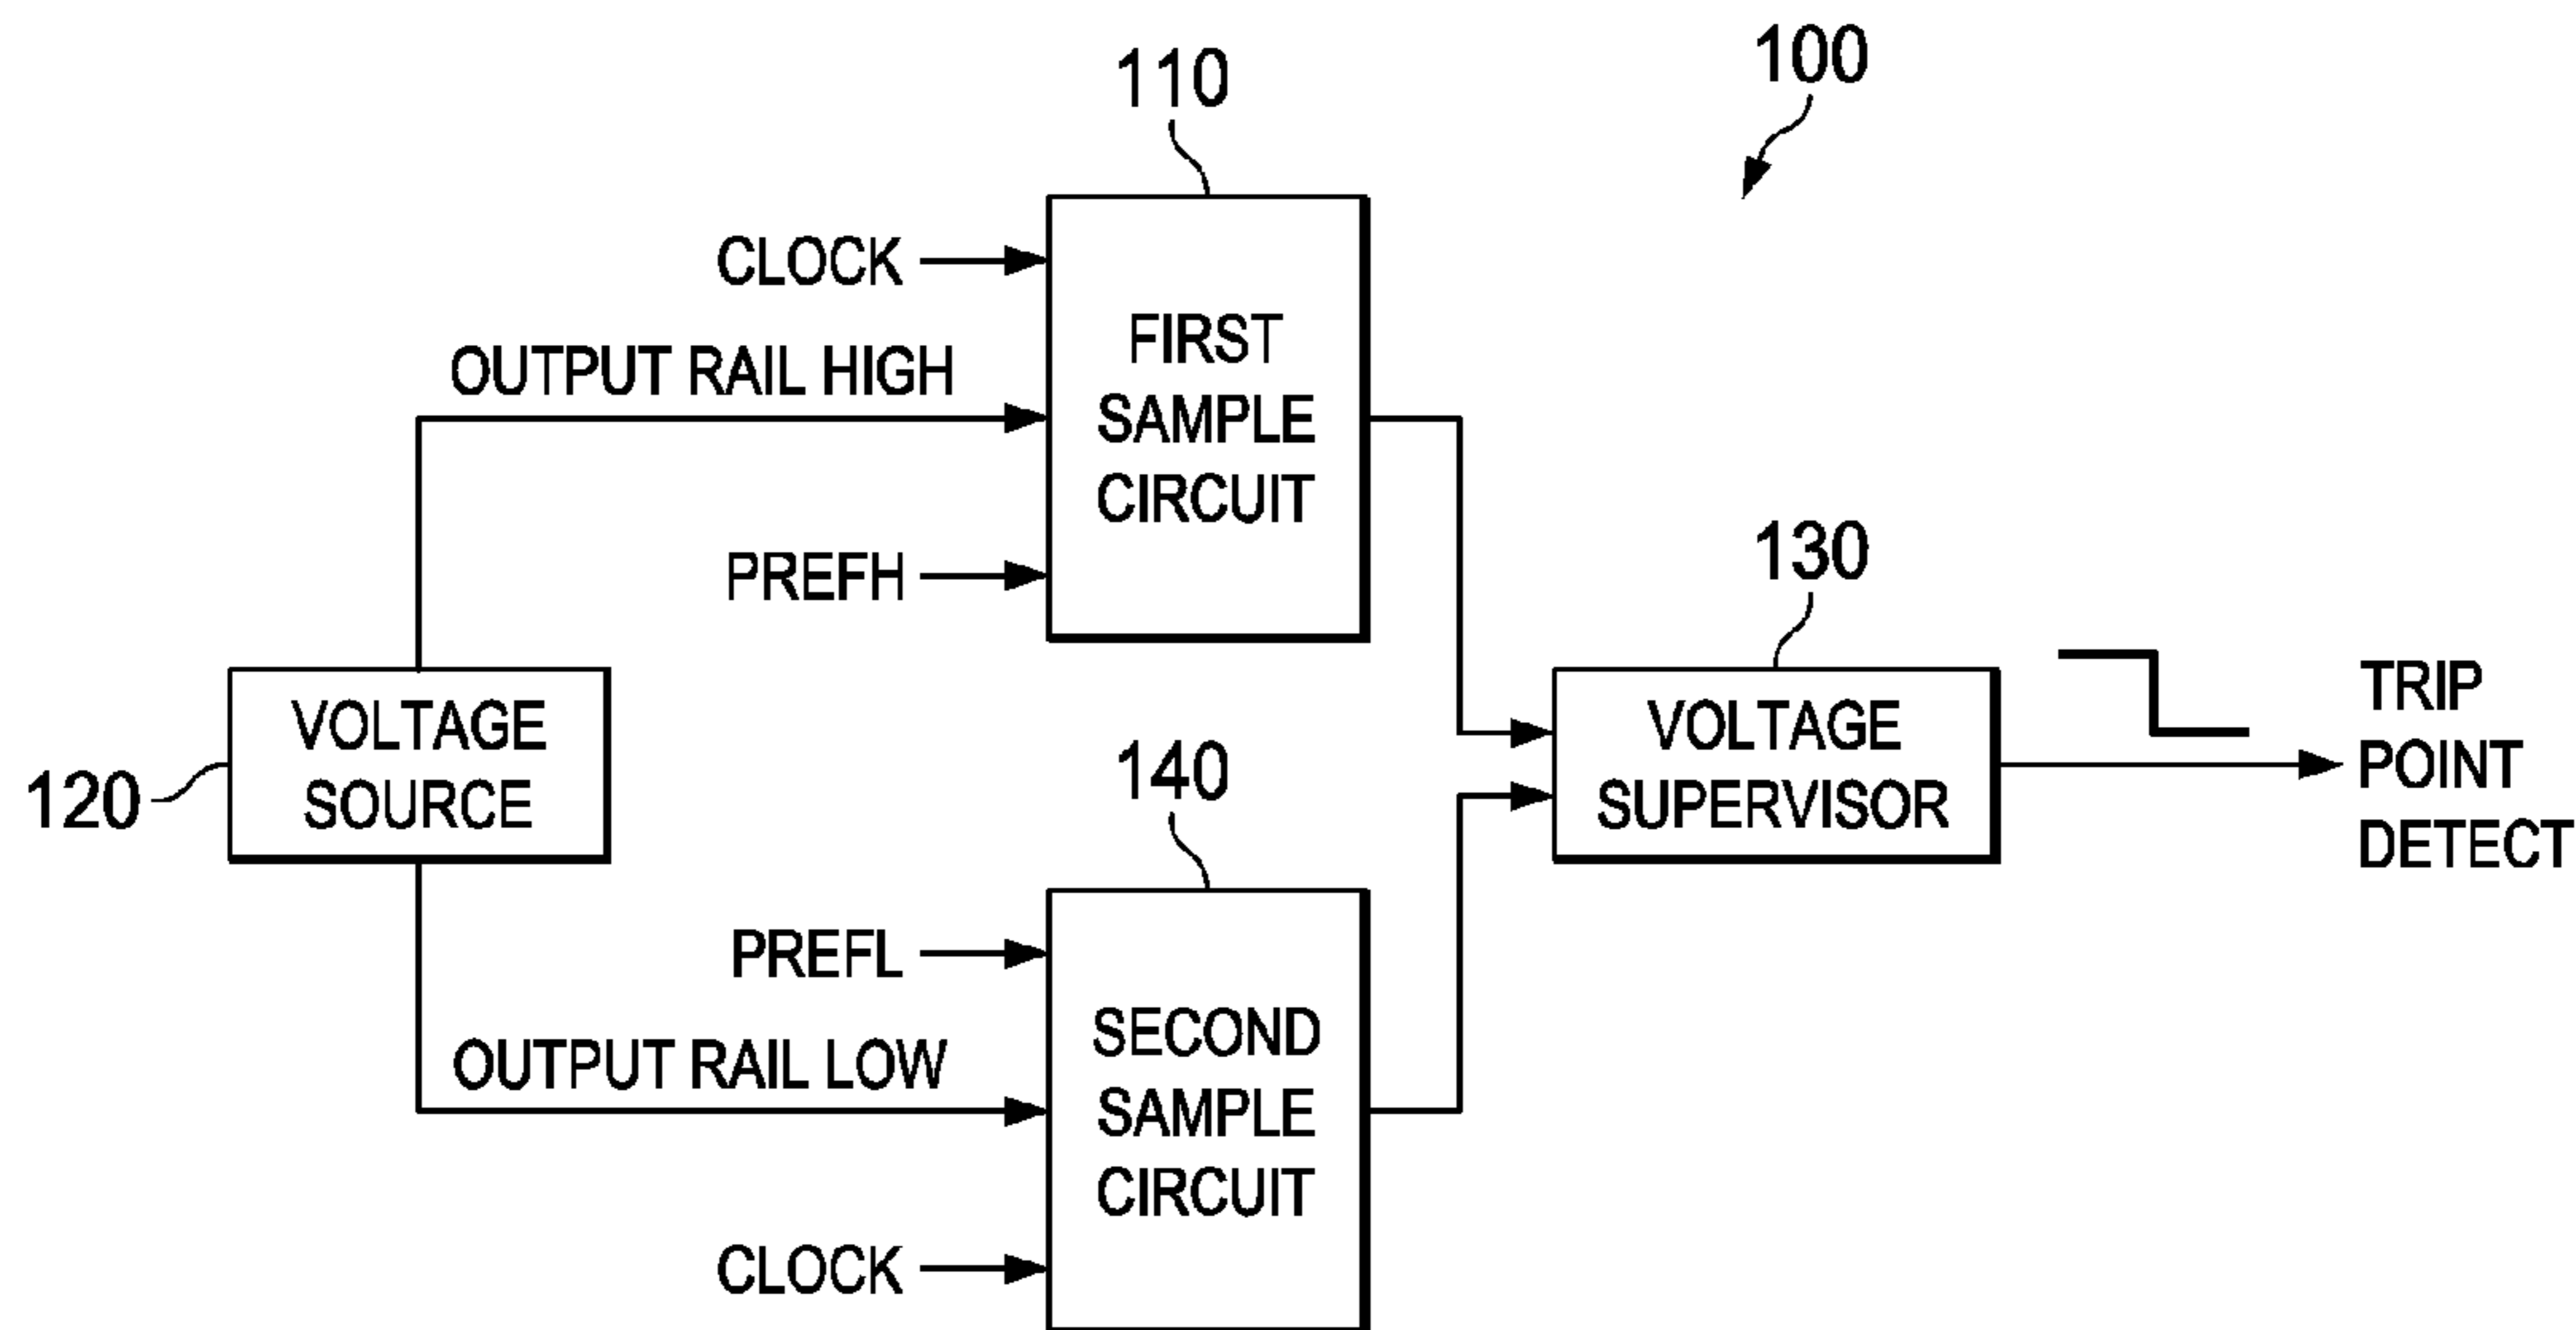 100
110
CLOCK
OUTPUT RAIL HIGH
PREFH
FIRST
SAMPLE
CIRCUIT
120
VOLTAGE
SOURCE
130
VOLTAGE
SUPERVISOR
TRIP
POINT
DETECT
140
PREFL
OUTPUT RAIL LOW
CLOCK
SECOND
SAMPLE
CIRCUIT